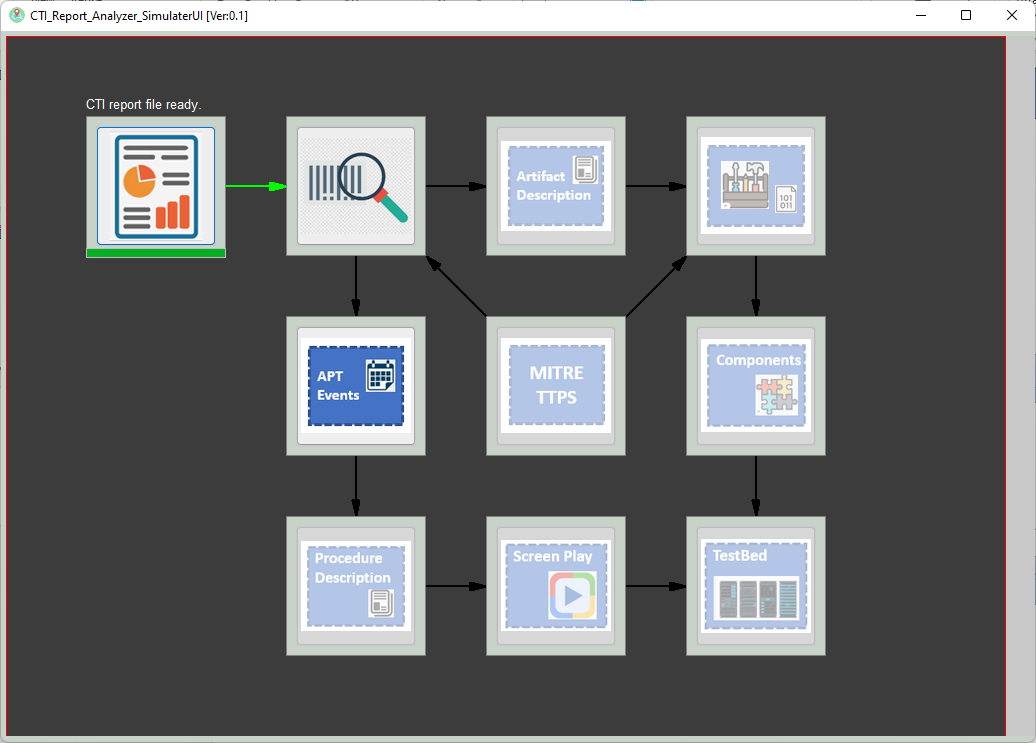 CTI_Report_Analyzer_SimulaterUI [Ver:0.1]
CTI report file ready.
Artifact
Description
101
011
APT
Events
MITRE
TTPS
Components
Procedure
Description
Screen Play
TestBed